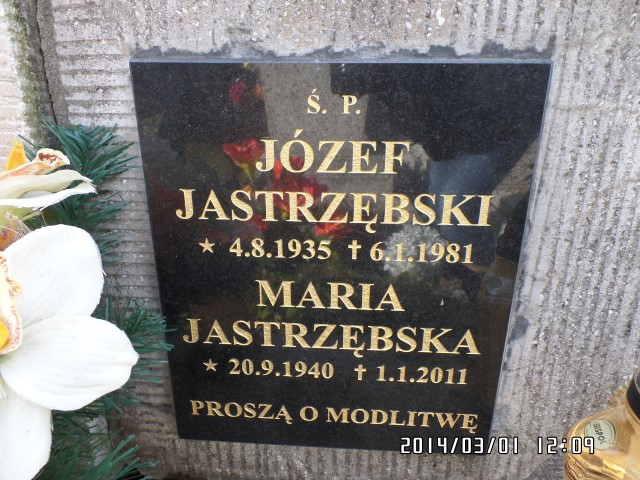 Ś. P.
JÓZEF
JASTRZĘBSKI
★ 4.8.1935 ✝ 6.1.1981
MARIA
JASTRZĘBSKA
★ 20.9.1940 ✝ 1.1.2011
PROSZĄ O MODLITWĘ
2014/03/01 12:09